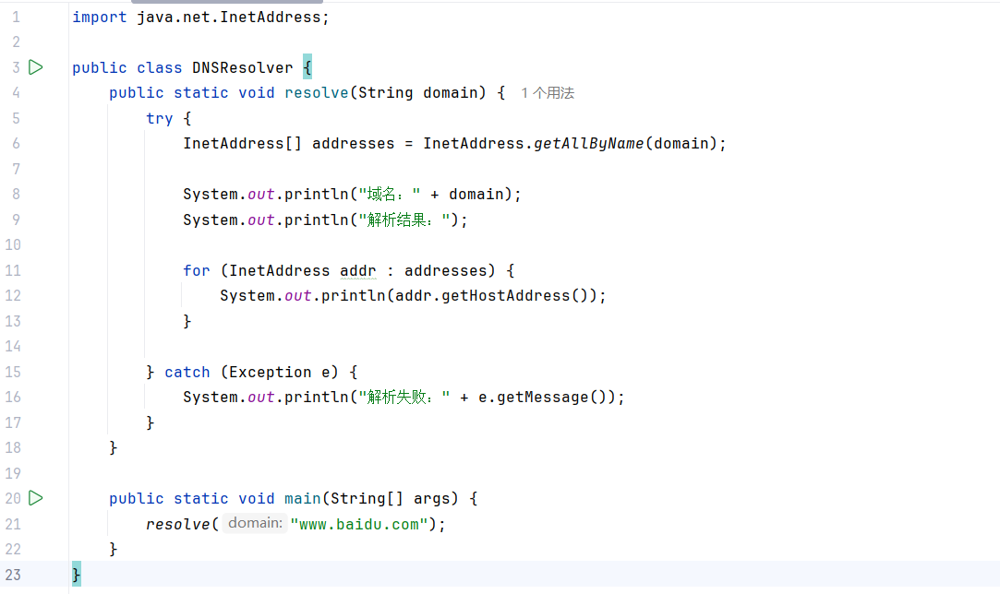 1 import java.net.InetAddress;
2
3 public class DNSResolver {
4     public static void resolve(String domain) {  1 个用法
5         try {
6             InetAddress[] addresses = InetAddress.getAllByName(domain);
7
8             System.out.println("域名：" + domain);
9             System.out.println("解析结果：");
10
11             for (InetAddress addr : addresses) {
12                 System.out.println(addr.getHostAddress());
13             }
14
15         } catch (Exception e) {
16             System.out.println("解析失败：" + e.getMessage());
17         }
18     }
19
20     public static void main(String[] args) {
21         resolve( domain: "www.baidu.com");
22     }
23 }